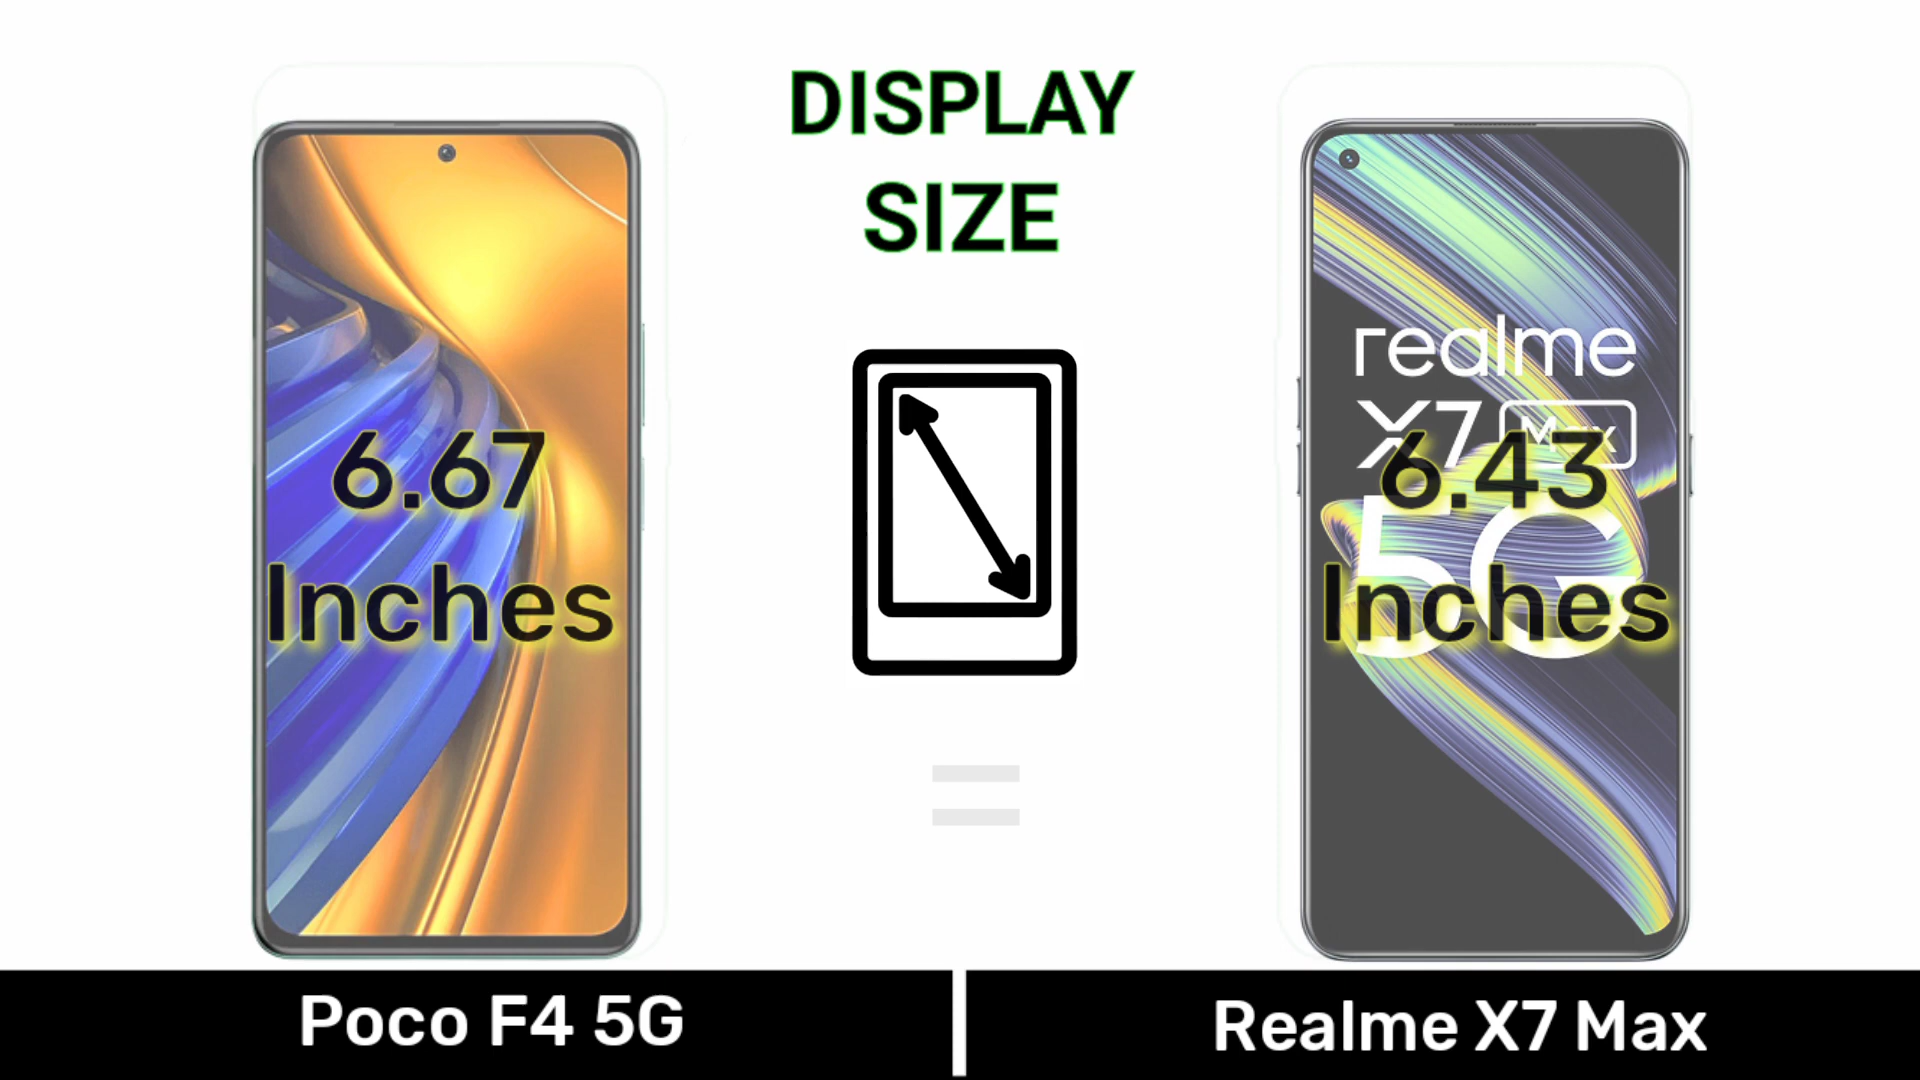 DISPLAY
SIZE
6.67
Inches
realme
X7 Max
5G
6.43
Inches
Poco F4 5G
Realme X7 Max